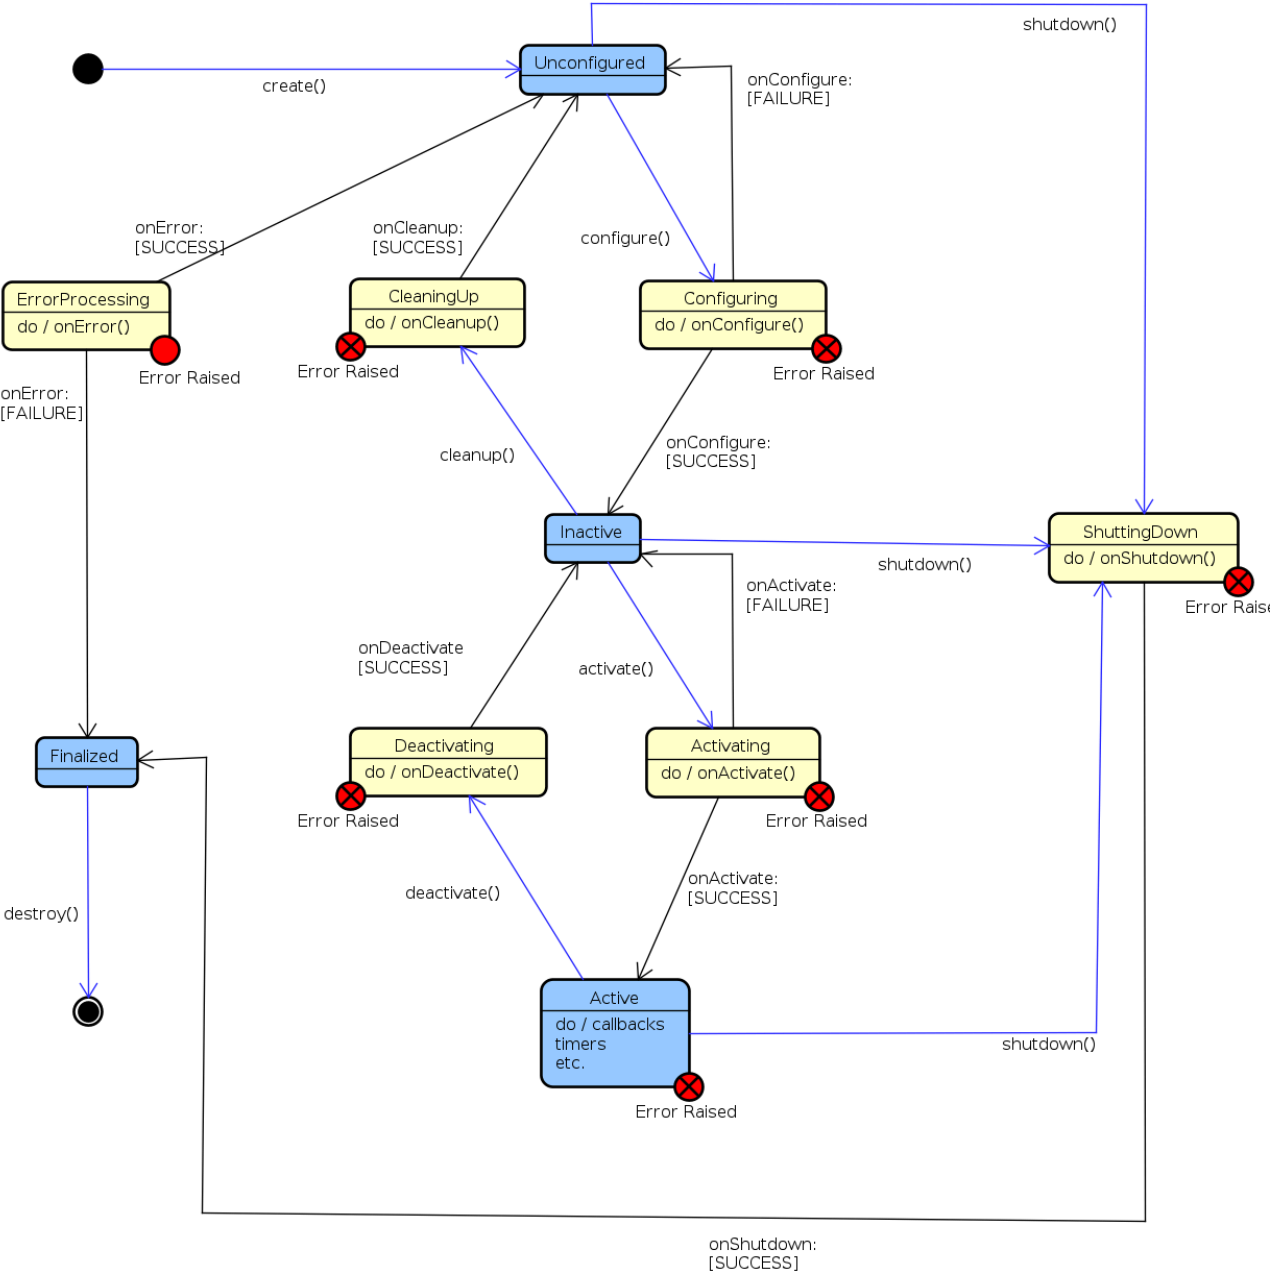 shutdown()
Unconfigured
create()
onConfigure:
[FAILURE]
onError:
[SUCCESS]
onCleanup:
[SUCCESS]
configure()
ErrorProcessing
do / onError()
Error Raised
CleaningUp
do / onCleanup()
Error Raised
Configuring
do / onConfigure()
Error Raised
onError:
[FAILURE]
cleanup()
onConfigure:
[SUCCESS]
Inactive
shutdown()
ShuttingDown
do / onShutdown()
Error Raise
onActivate:
[FAILURE]
onDeactivate
[SUCCESS]
activate()
Finalized
Deactivating
do / onDeactivate()
Error Raised
Activating
do / onActivate()
Error Raised
deactivate()
onActivate:
[SUCCESS]
destroy()
Active
do / callbacks
timers
etc.
Error Raised
shutdown()
onShutdown:
[SUCCESS]